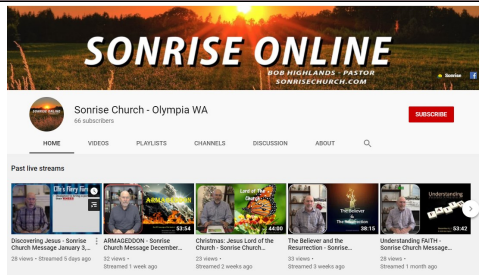 SONRISE ONLINE
BOB HIGHLANDS - PASTOR
SONRISECHURCH.COM
Sonrise
SONRISE ONLINE
Sonrise Church - Olympia WA
66 subscribers
SUBSCRIBE
HOME VIDEOS PLAYLISTS CHANNELS DISCUSSION ABOUT
Past live streams
ARMAGEDDON
53:54
Lord of The
Church
44:00
The Believer
and the
Resurrection
38:15
Understanding
53:42
Discovering Jesus - Sonrise
Church Message January 3,...
28 views •
Streamed 5 days ago
ARMAGEDDON - Sonrise
Church Message December...
32 views •
Streamed 1 week ago
Christmas: Jesus Lord of the
Church - Sonrise Church...
23 views •
Streamed 2 weeks ago
The Believer and the
Resurrection - Sonrise...
33 views •
Streamed 3 weeks ago
Understanding FAITH -
Sonrise Church Message...
28 views •
Streamed 1 month ago